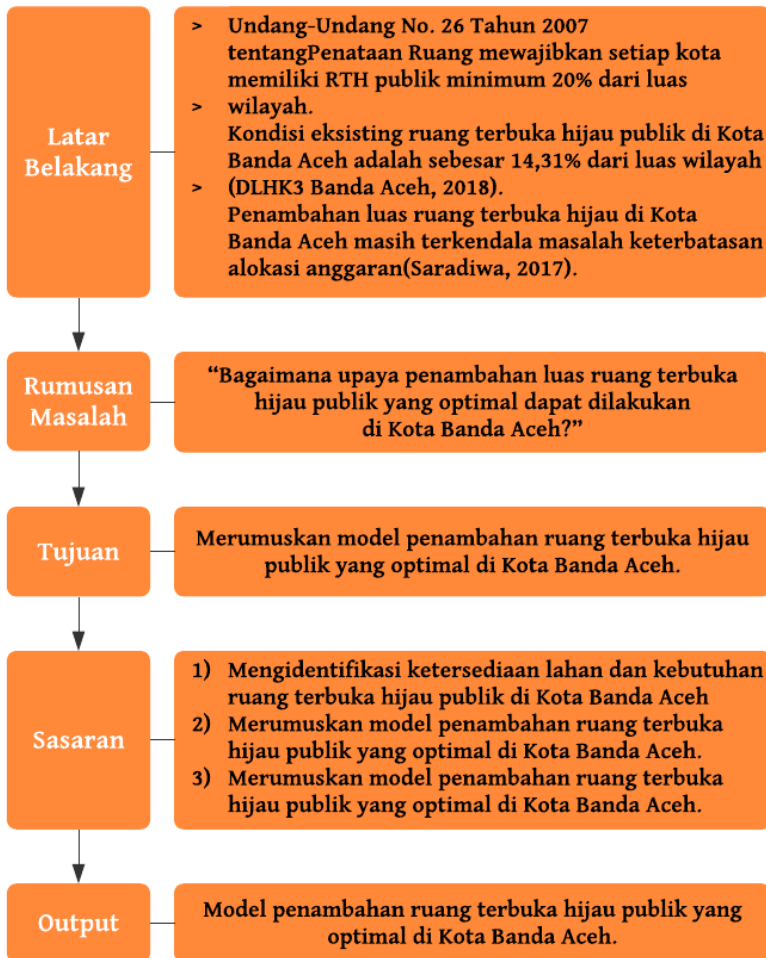 Latar
Belakang
> Undang-Undang No. 26 Tahun 2007
tentangPenataan Ruang mewajibkan setiap kota
memiliki RTH publik minimum 20% dari luas
> wilayah.
Kondisi eksisting ruang terbuka hijau publik di Kota
Banda Aceh adalah sebesar 14,31% dari luas wilayah
> (DLHK3 Banda Aceh, 2018).
Penambahan luas ruang terbuka hijau di Kota
Banda Aceh masih terkendala masalah keterbatasan
alokasi anggaran(Saradiwa, 2017).
Rumusan
Masalah
“Bagaimana upaya penambahan luas ruang terbuka
hijau publik yang optimal dapat dilakukan
di Kota Banda Aceh?”
Tujuan
Merumuskan model penambahan ruang terbuka hijau
publik yang optimal di Kota Banda Aceh.
Sasaran
1) Mengidentifikasi ketersediaan lahan dan kebutuhan
ruang terbuka hijau publik di Kota Banda Aceh
2) Merumuskan model penambahan ruang terbuka
hijau publik yang optimal di Kota Banda Aceh.
3) Merumuskan model penambahan ruang terbuka
hijau publik yang optimal di Kota Banda Aceh.
Output
Model penambahan ruang terbuka hijau publik yang
optimal di Kota Banda Aceh.